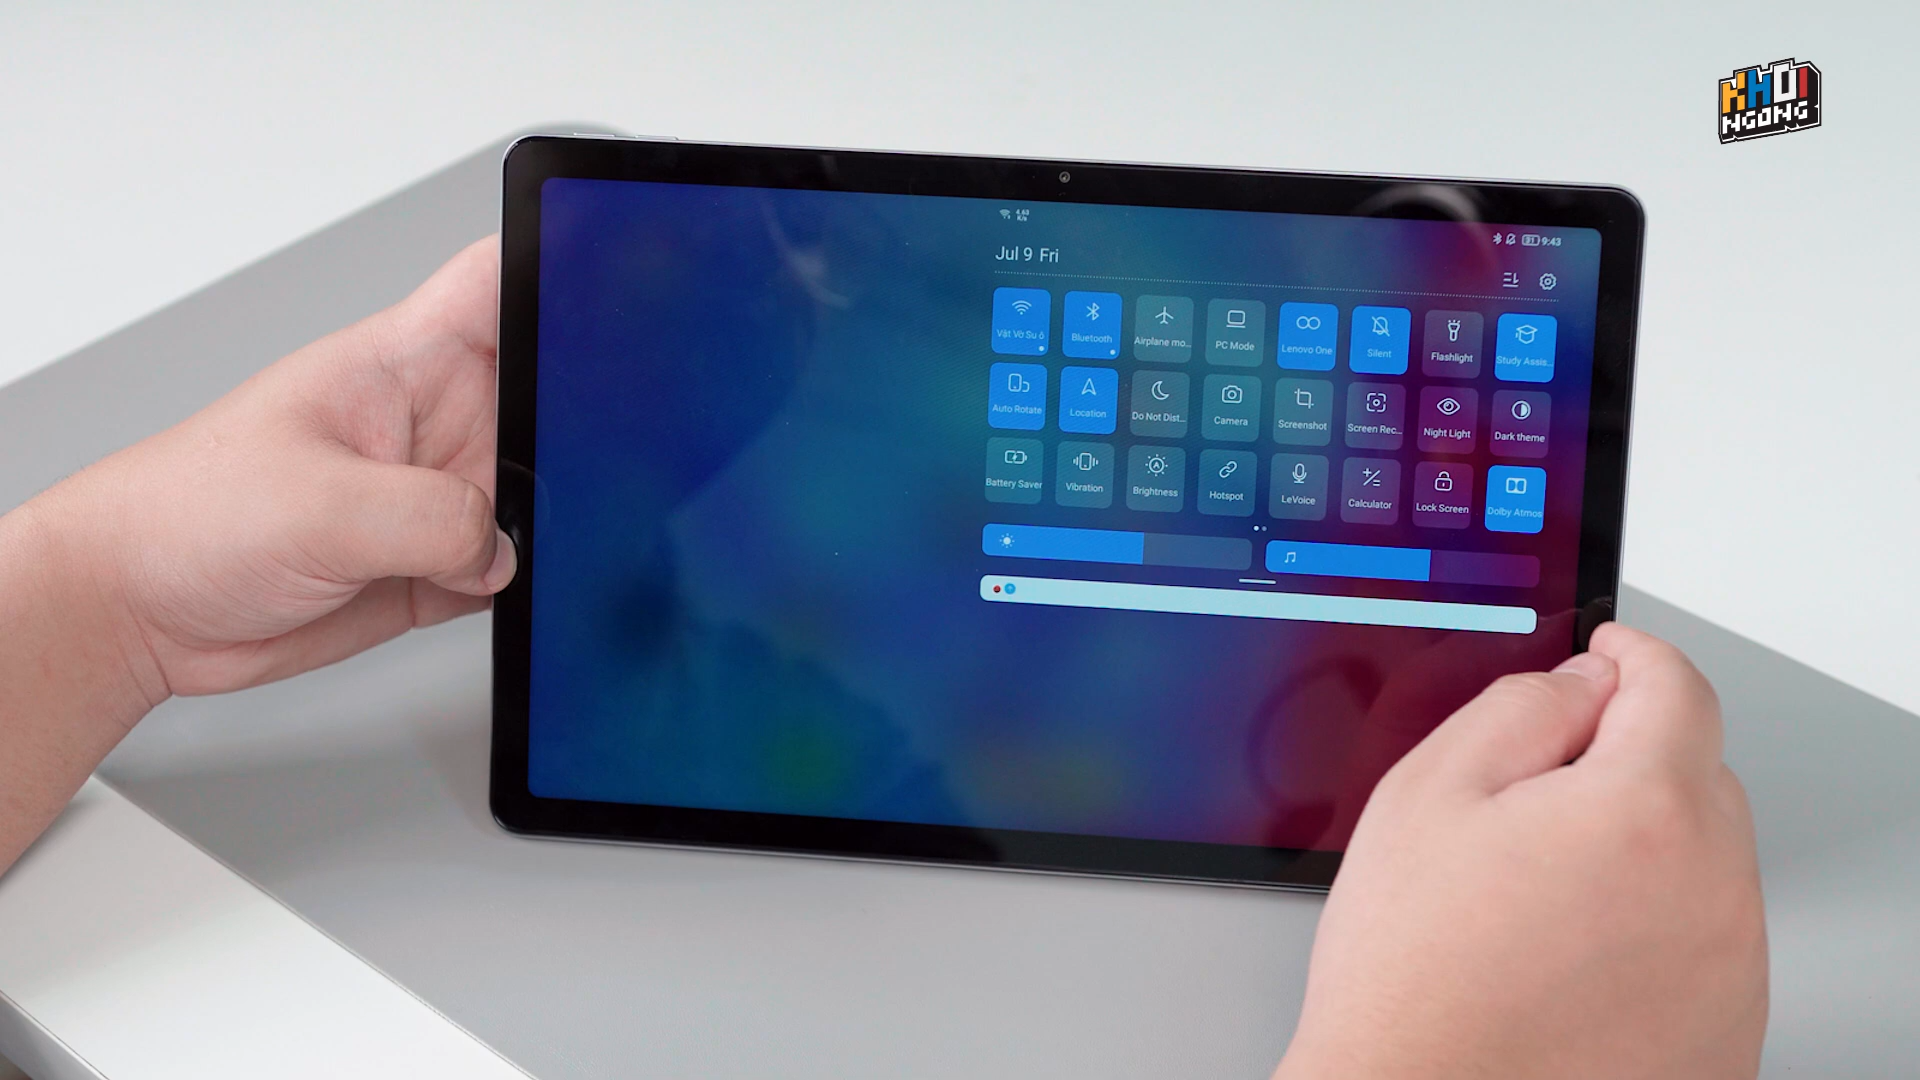 KHOI
NGONG
4.63
K/s
9:43
Jul 9 Fri
Vật Vờ Su ô
Bluetooth
Airplane mo...
PC Mode
Lenovo One
Silent
Flashlight
Study Assis...
Auto Rotate
Location
Do Not Dist...
Camera
Screenshot
Screen Rec...
Night Light
Dark theme
Battery Saver
Vibration
Brightness
Hotspot
LeVoice
Calculator
Lock Screen
Dolby Atmos